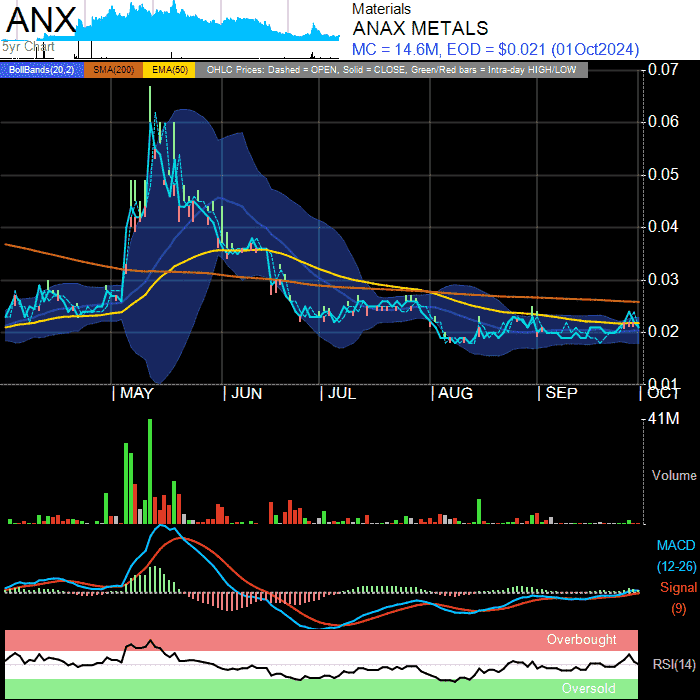 ANX
5yr Chart
Materials
ANAX METALS
MC = 14.6M, EOD = $0.021 (01Oct2024)
BollBands(20,2) SMA(200) EMA(50) OHLC Prices: Dashed = OPEN, Solid = CLOSE, Green/Red bars = Intra-day HIGH/LOW
0.07
0.06
0.05
0.04
0.03
0.02
0.01
MAY JUN JUL AUG SEP OCT
41M
Volume
MACD
(12-26)
Signal
(9)
Overbought
RSI(14)
Oversold